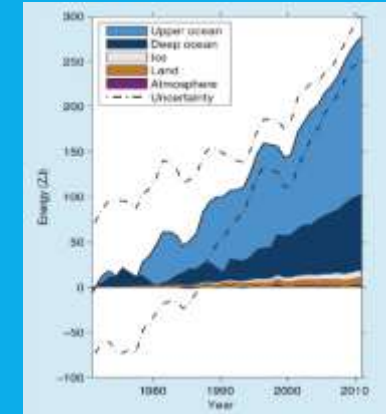 300
250
200
150
100
50
0
−50
−100
Energy (ZJ)
Upper ocean
Deep ocean
Ice
Land
Atmosphere
Uncertainty
1980
1990
2000
2010
Year